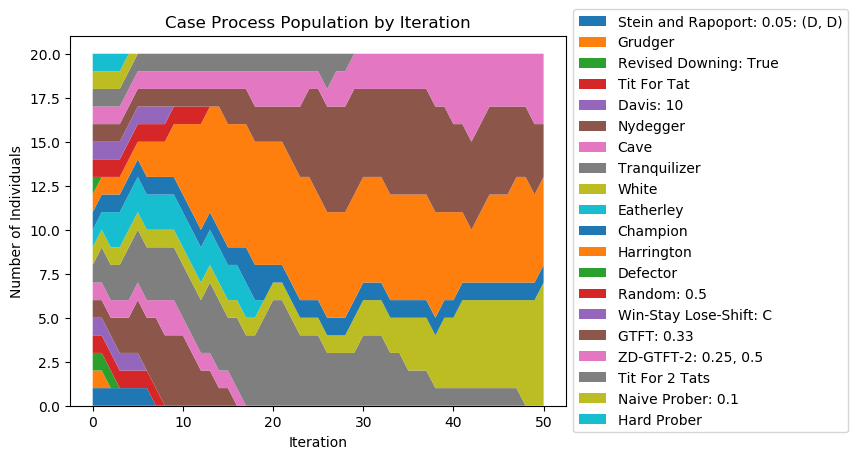 Case Process Population by Iteration
20.0
17.5
15.0
12.5
10.0
7.5
5.0
2.5
0.0
Number of Individuals
0 10 20 30 40 50
Iteration
Stein and Rapoport: 0.05: (D, D)
Grudger
Revised Downing: True
Tit For Tat
Davis: 10
Nydegger
Cave
Tranquilizer
White
Eatherley
Champion
Harrington
Defector
Random: 0.5
Win-Stay Lose-Shift: C
GTFT: 0.33
ZD-GTFT-2: 0.25, 0.5
Tit For 2 Tats
Naive Prober: 0.1
Hard Prober